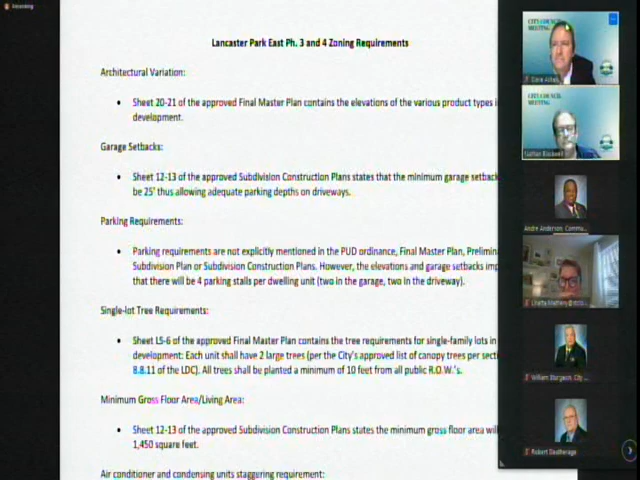 Lancaster Park East Ph. 3 and 4 Zoning Requirements
Architectural Variation:
• Sheet 20-21 of the approved Final Master Plan contains the elevations of the various product types i
development.
Garage Setbacks:
• Sheet 12-13 of the approved Subdivision Construction Plans states that the minimum garage setback
be 25' thus allowing adequate parking depths on driveways.
Parking Requirements:
• Parking requirements are not explicitly mentioned in the PUD ordinance, Final Master Plan, Prelimina
Subdivision Plan or Subdivision Construction Plans. However, the elevations and garage setbacks imp
that there will be 4 parking stalls per dwelling unit (two in the garage, two in the driveway).
Single-lot Tree Requirements:
• Sheet LS-6 of the approved Final Master Plan contains the tree requirements for single-family lots in
development: Each unit shall have 2 large trees (per the City's approved list of canopy trees per secti
8.8.11 of the LDC). All trees shall be planted a minimum of 10 feet from all public R.O.W.'s.
Minimum Gross Floor Area/Living Area:
• Sheet 12-13 of the approved Subdivision Construction Plans states the minimum gross floor area wil
1,450 square feet.
Air conditioner and condensing units staggering requirement:
CITY COUNCIL
MEETING
CITY COUNCIL
MEETING
Andre Anderson, Commu...
William Sturgeon, City ...
Robert Deatherage